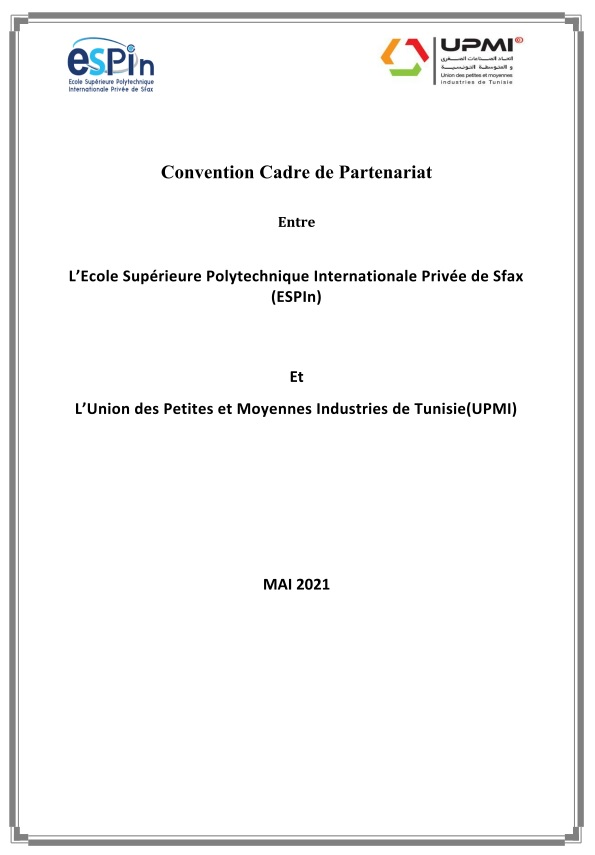 eSPin
Ecole Supérieure Polytechnique
Internationale Privée de Sfax
UPMI
اتحاد الصناعات الصغرى
و المتوسطة التونسية
Union des petites et moyennes
industries de Tunisie
Convention Cadre de Partenariat
Entre
L’Ecole Supérieure Polytechnique Internationale Privée de Sfax
(ESPIn)
Et
L’Union des Petites et Moyennes Industries de Tunisie(UPMI)
MAI 2021